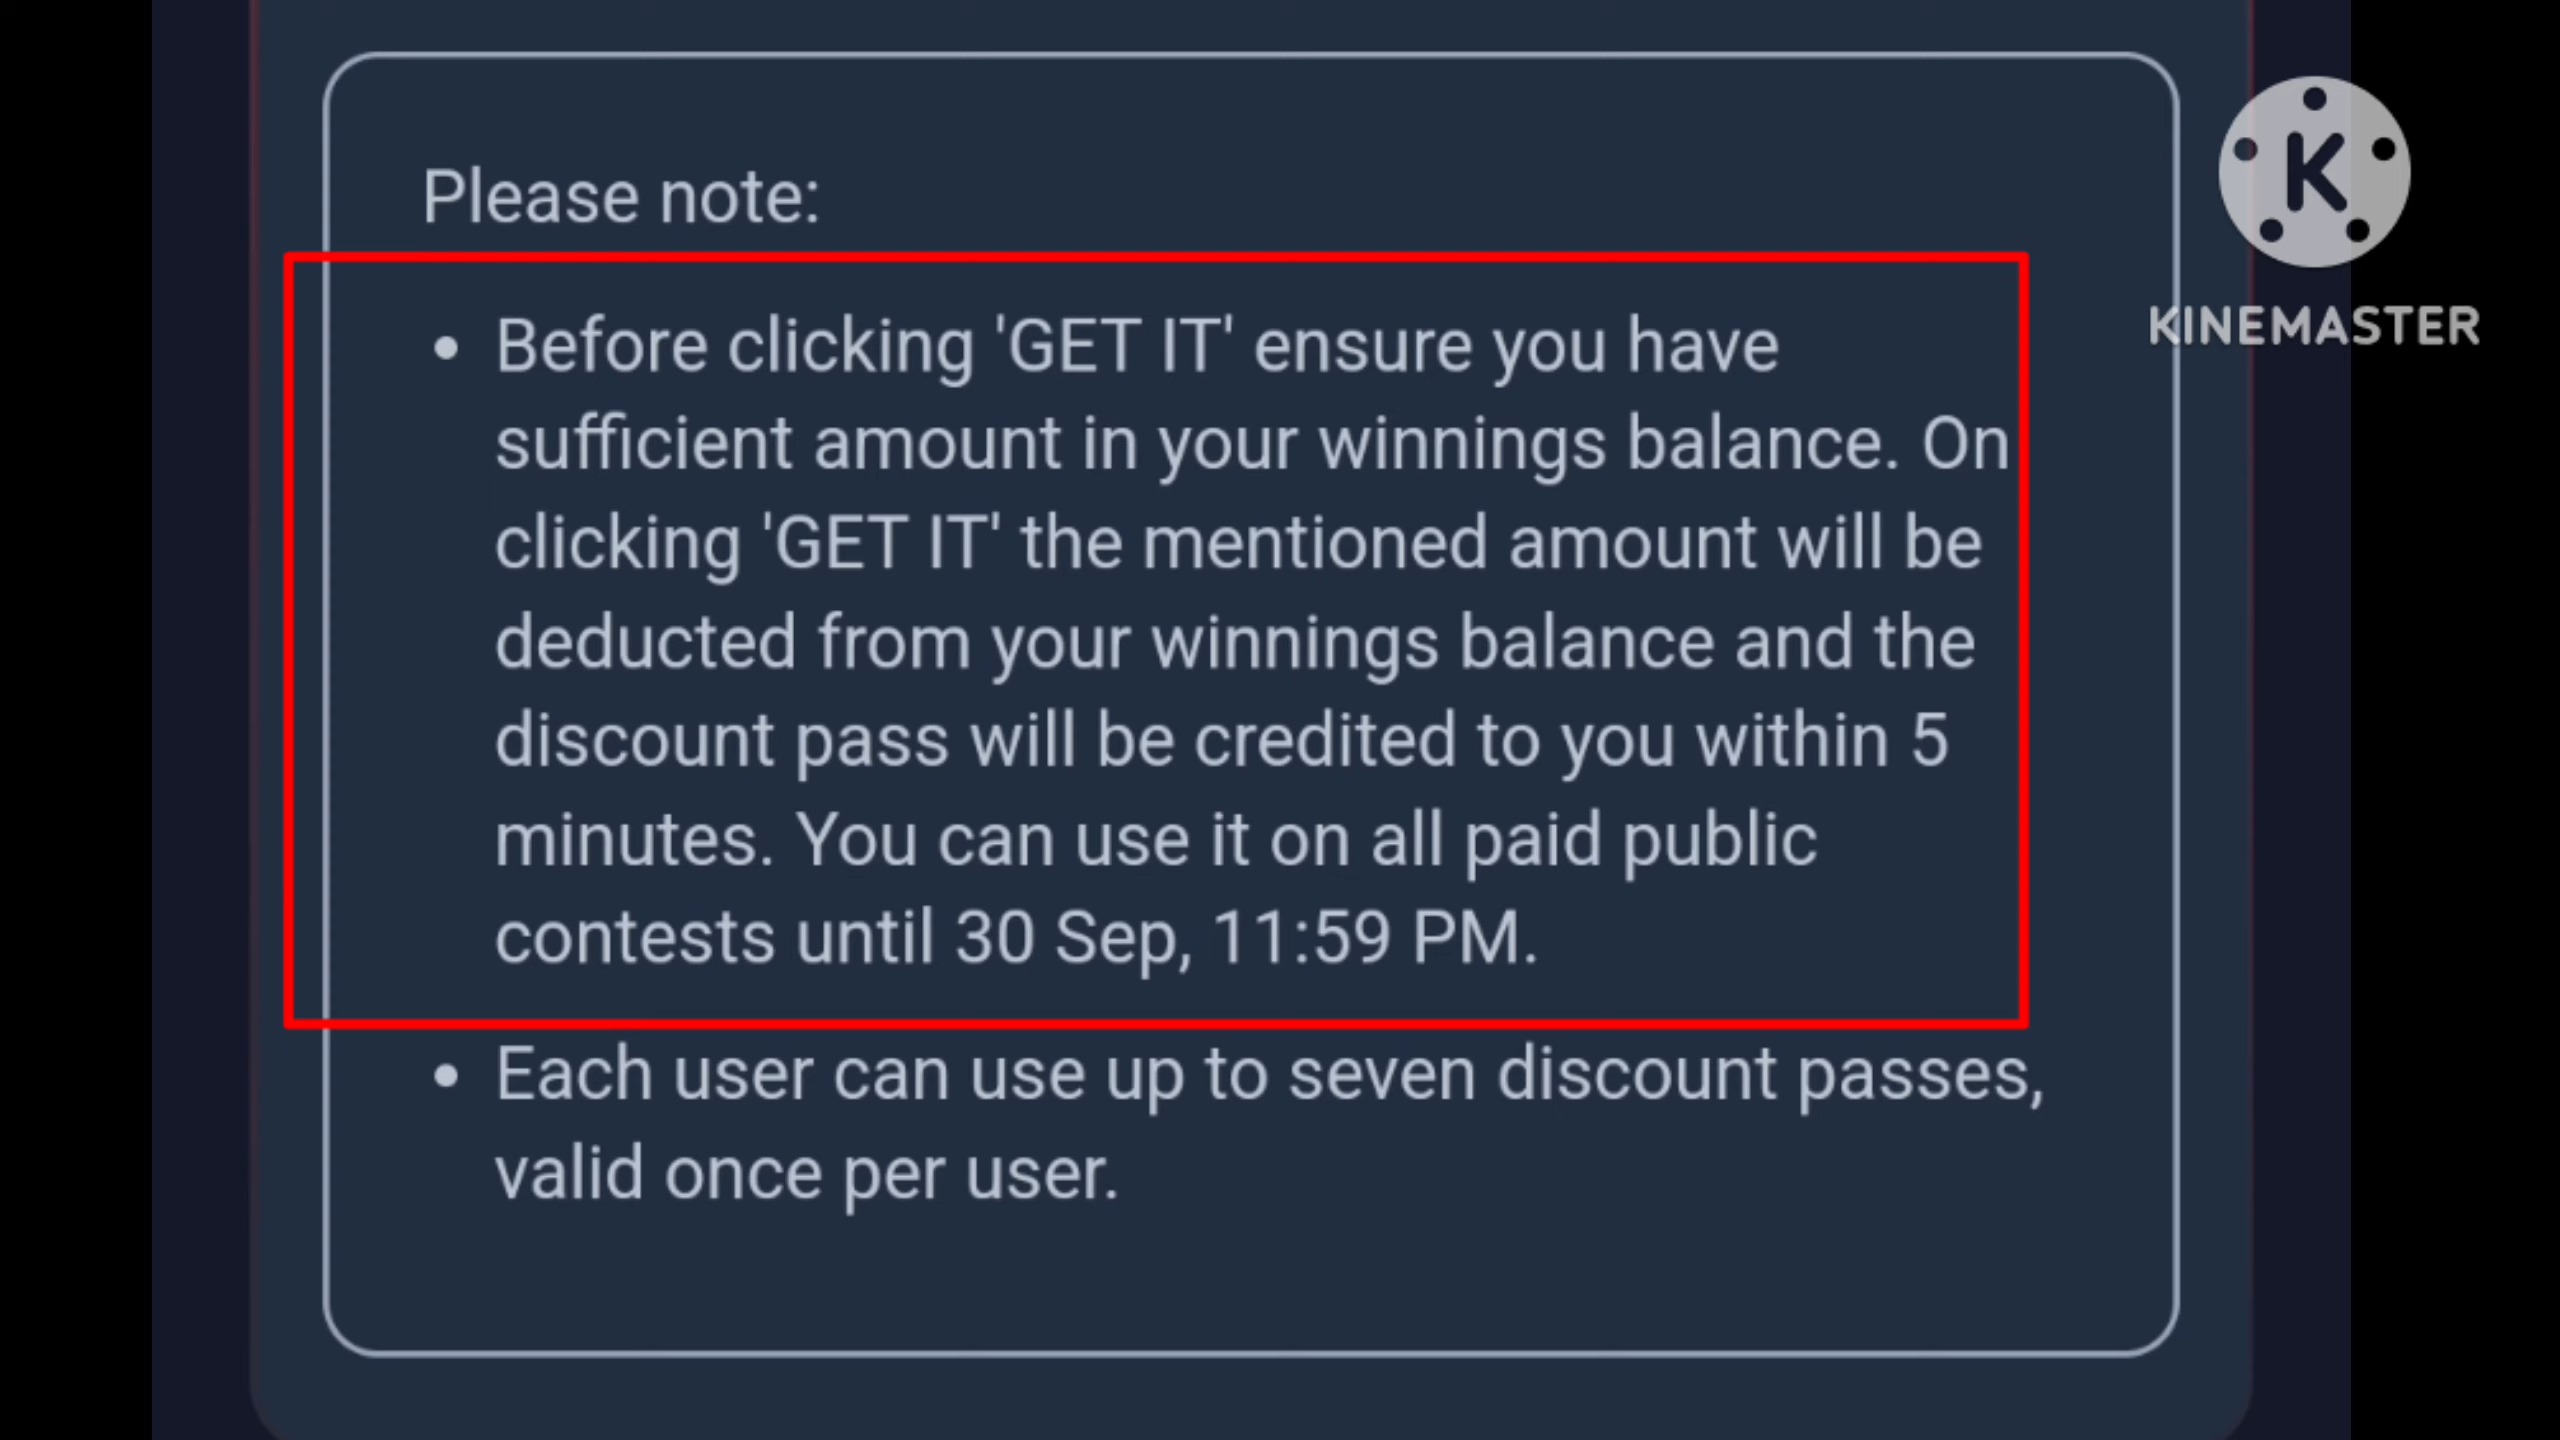 Please note:
• Before clicking 'GET IT' ensure you have
sufficient amount in your winnings balance. On
clicking 'GET IT' the mentioned amount will be
deducted from your winnings balance and the
discount pass will be credited to you within 5
minutes. You can use it on all paid public
contests until 30 Sep, 11:59 PM.
• Each user can use up to seven discount passes,
valid once per user.
K
KINEMASTER